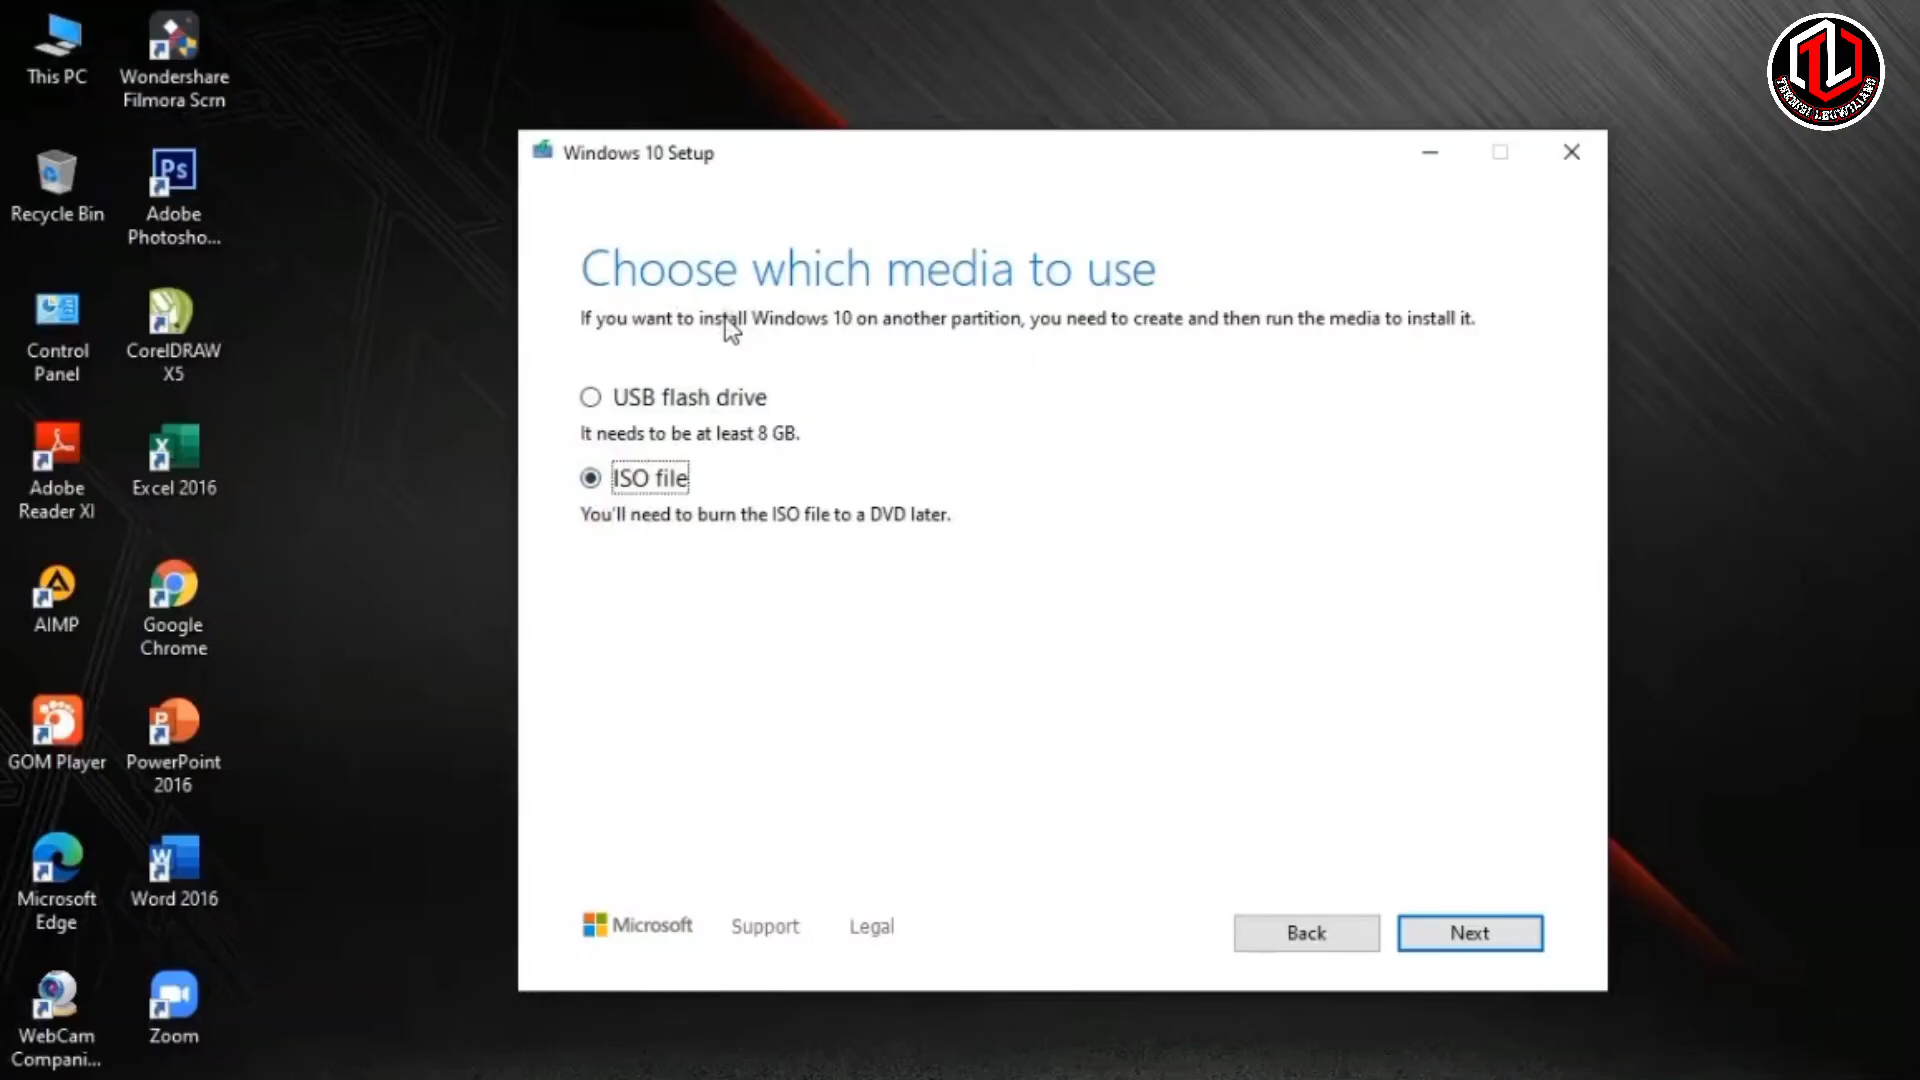 This PC
Wondershare
Filmora Scrn
Recycle Bin
Ps
Adobe
Photosho...
Control
Panel
CorelDRAW
X5
Adobe
Reader XI
X
Excel 2016
AIMP
Google
Chrome
GOM Player
P
PowerPoint
2016
Microsoft
Edge
W
Word 2016
WebCam
Compani...
Zoom
Windows 10 Setup
Choose which media to use
If you want to install Windows 10 on another partition, you need to create and then run the media to install it.
USB flash drive
It needs to be at least 8 GB.
ISO file
You'll need to burn the ISO file to a DVD later.
Microsoft
Support
Legal
Back
Next
TEKNISI LEUWILIANG